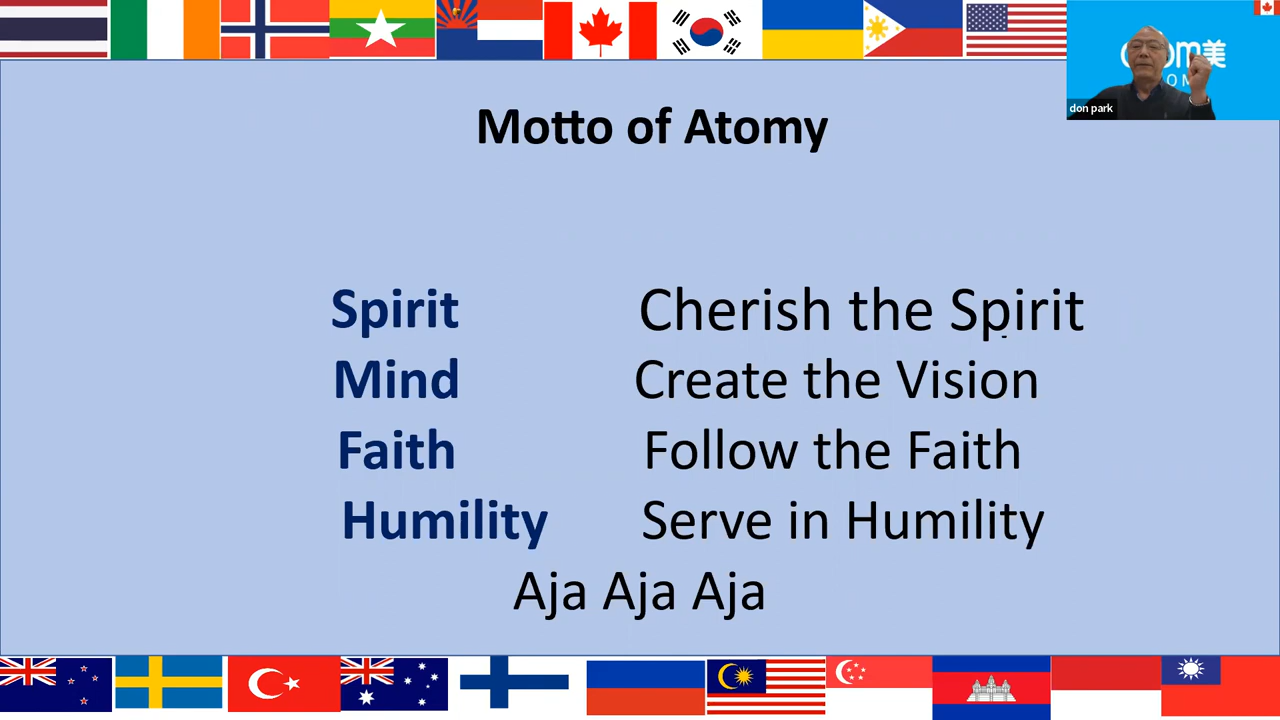 Motto of Atomy
don park
Spirit Cherish the Spirit
Mind Create the Vision
Faith Follow the Faith
Humility Serve in Humility
Aja Aja Aja